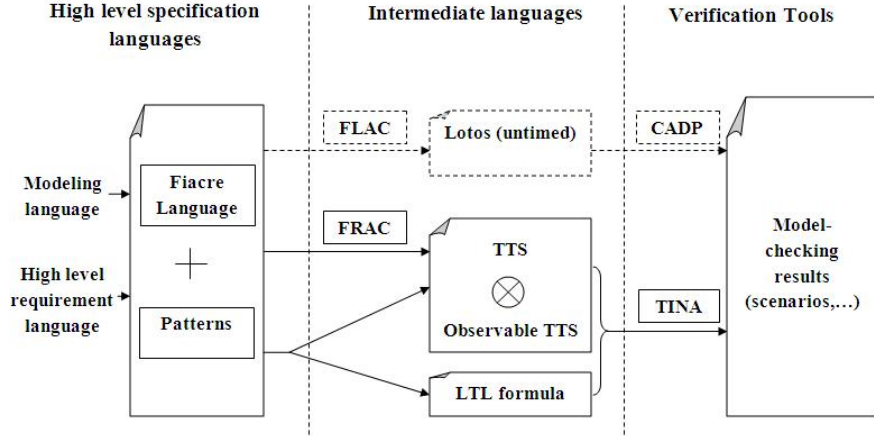 High level specification
languages
Intermediate languages
Verification Tools
FLAC
Lotos (untimed)
CADP
Modeling
language
Fiacre
Language
FRAC
TTS
High level
requirement
language
Patterns
Observable TTS
TINA
LTL formula
Model-
checking
results
(scenarios,...)